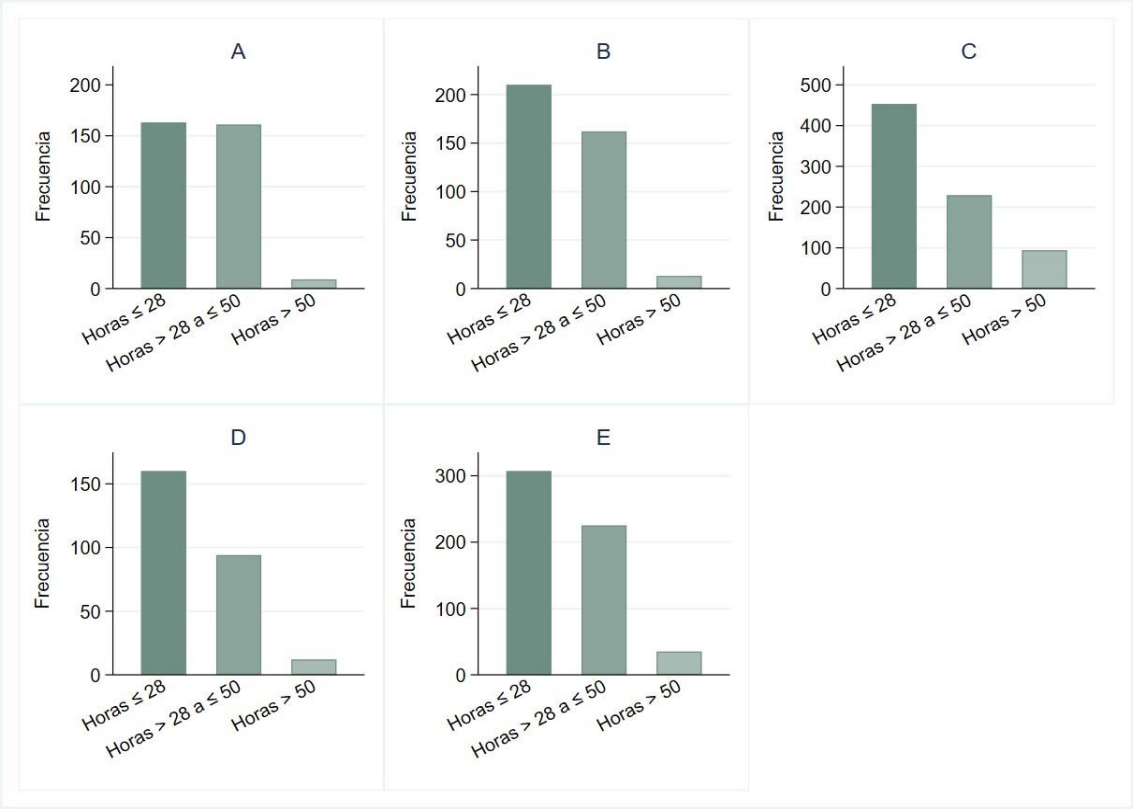 A
Frecuencia
200
150
100
50
0
Horas ≤ 28
Horas > 28 a ≤ 50
Horas > 50
B
Frecuencia
200
150
100
50
0
Horas ≤ 28
Horas > 28 a ≤ 50
Horas > 50
C
Frecuencia
500
400
300
200
100
0
Horas ≤ 28
Horas > 28 a ≤ 50
Horas > 50
D
Frecuencia
150
100
50
0
Horas ≤ 28
Horas > 28 a ≤ 50
Horas > 50
E
Frecuencia
300
200
100
0
Horas ≤ 28
Horas > 28 a ≤ 50
Horas > 50